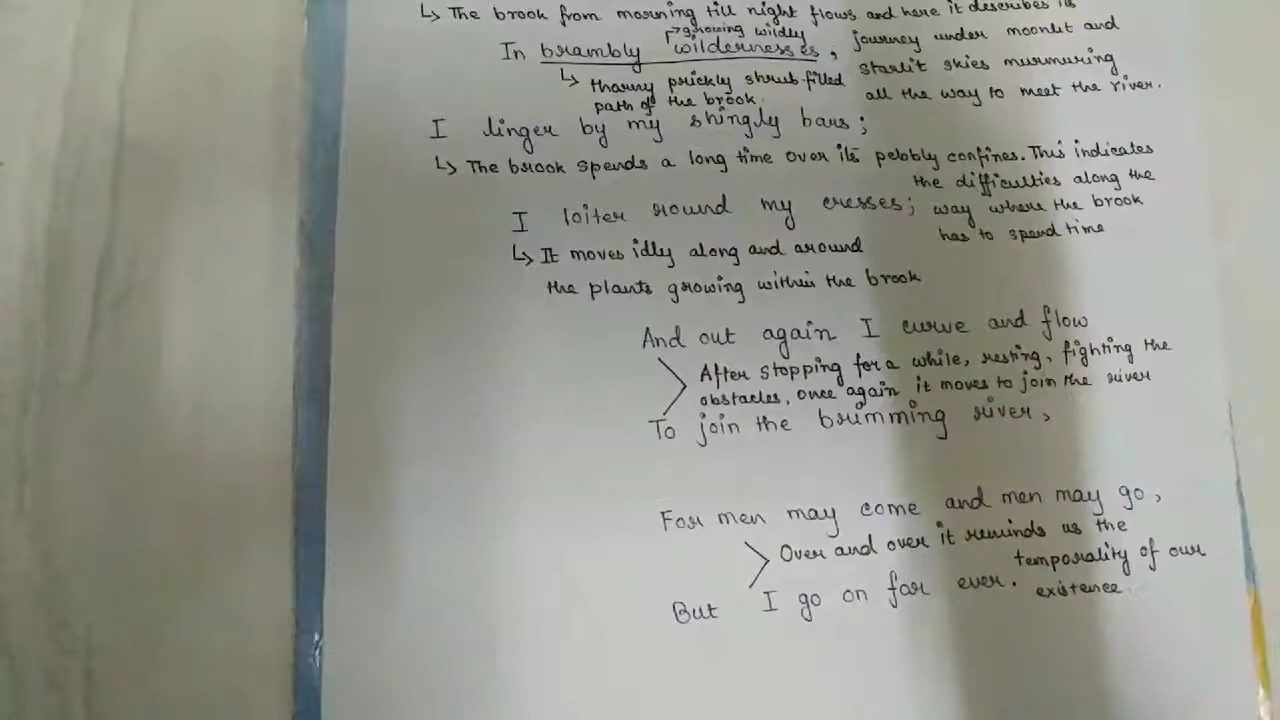 ↳ The brook from morning till night flows and here it describes its
↱ growing wildly
In brambly wildernesses, journey under moonlit and
↳ thorny prickly shrub filled starlit skies murmuring
path of the brook. all the way to meet the river.
I linger by my shingly bars;
↳ The brook spends a long time over its pebbly confines. This indicates
the difficulties along the
I loiter round my cresses; way where the brook
has to spend time
↳ It moves idly along and around
the plants growing within the brook
And out again I curve and flow
After stopping for a while, resting, fighting the
obstacles, once again it moves to join the river
To join the brimming river,
For men may come and men may go,
Over and over it reminds us the
temporality of our
But I go on for ever. existence.